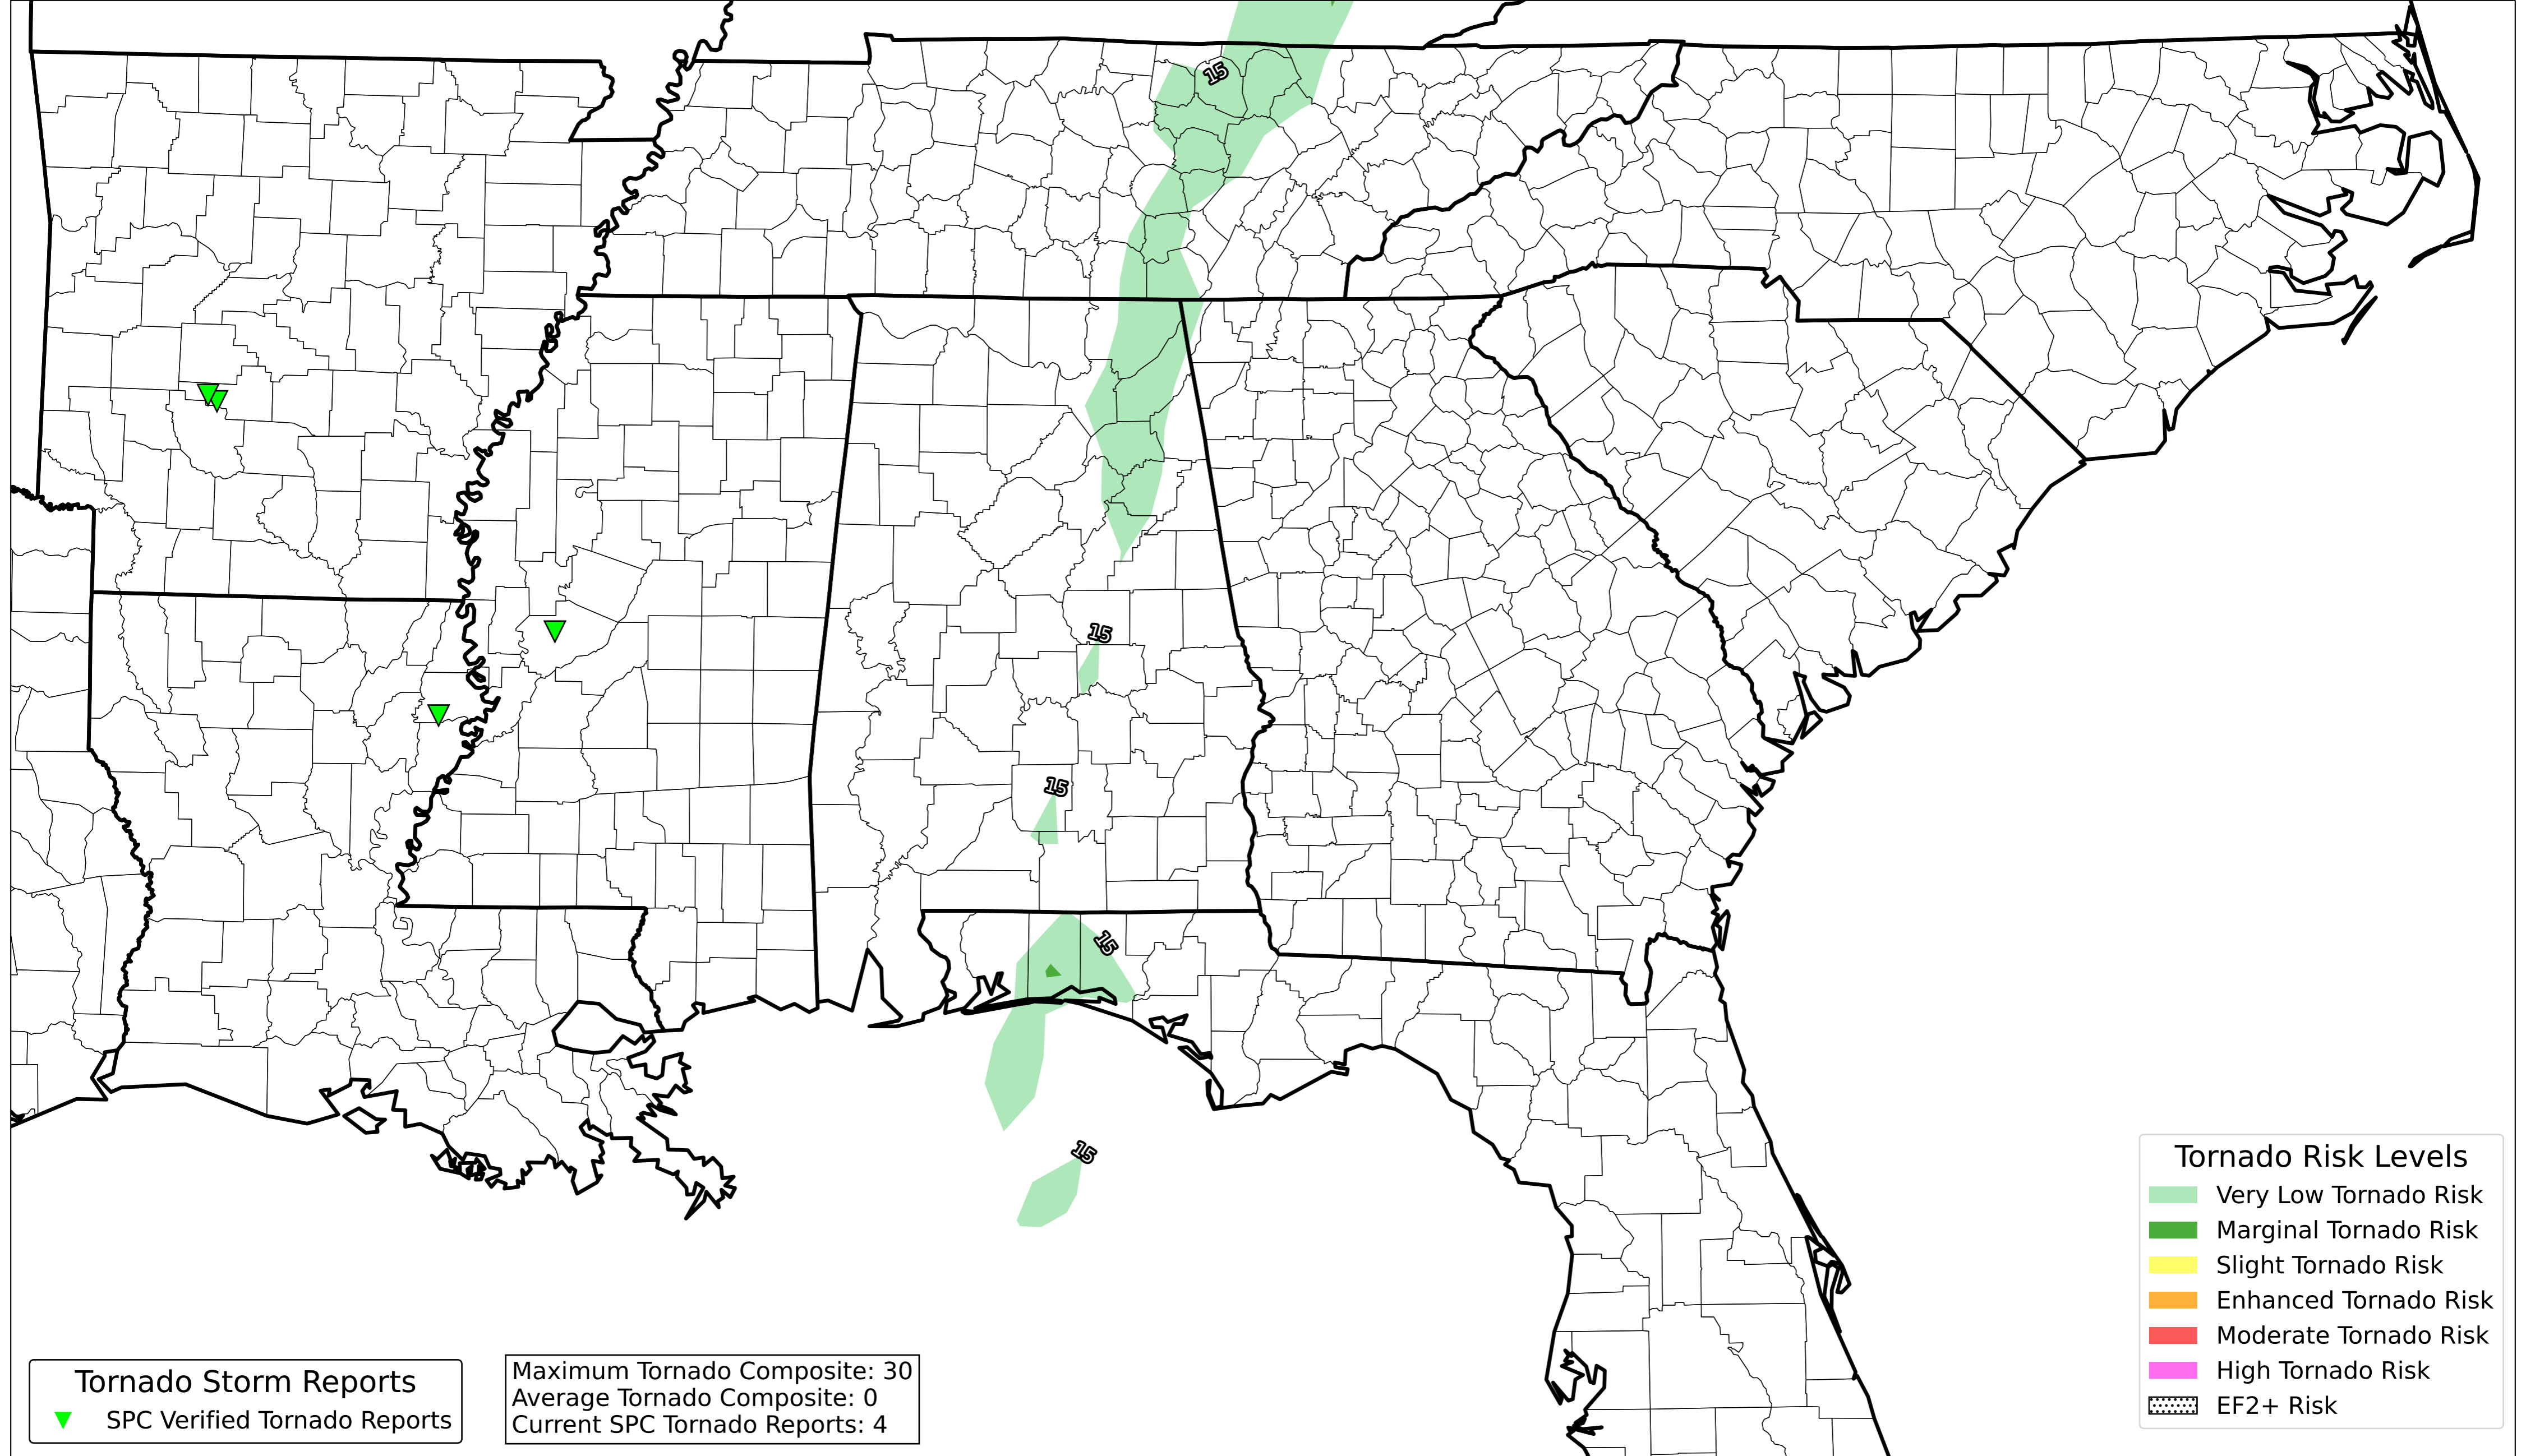 15
15
15
15
15
Tornado Risk Levels
Very Low Tornado Risk
Marginal Tornado Risk
Slight Tornado Risk
Enhanced Tornado Risk
Moderate Tornado Risk
High Tornado Risk
EF2+ Risk
Tornado Storm Reports
SPC Verified Tornado Reports
Maximum Tornado Composite: 30
Average Tornado Composite: 0
Current SPC Tornado Reports: 4